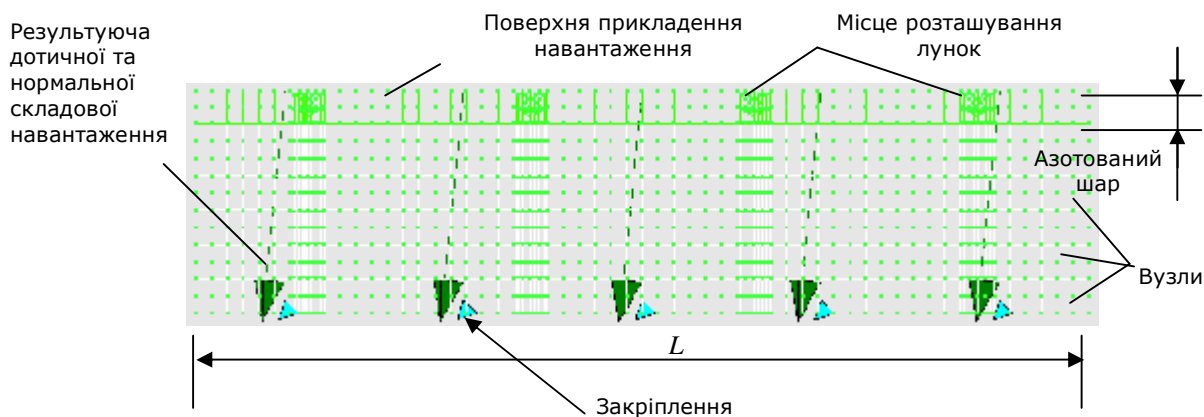 Результуюча
дотичної та
нормальної
складової
навантаження
Поверхня прикладення
навантаження
Місце розташування
лунок
Азотований
шар
Вузли
L
Закріплення